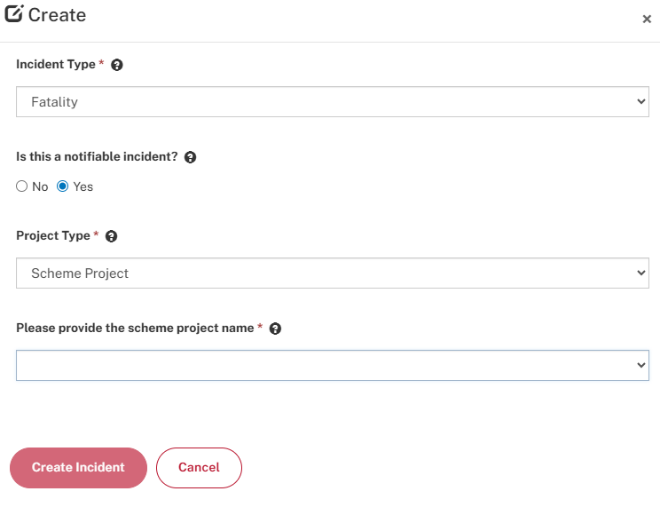 Create
×
Incident Type *
Fatality
Is this a notifiable incident?
No Yes
Project Type *
Scheme Project
Please provide the scheme project name *
Create Incident Cancel